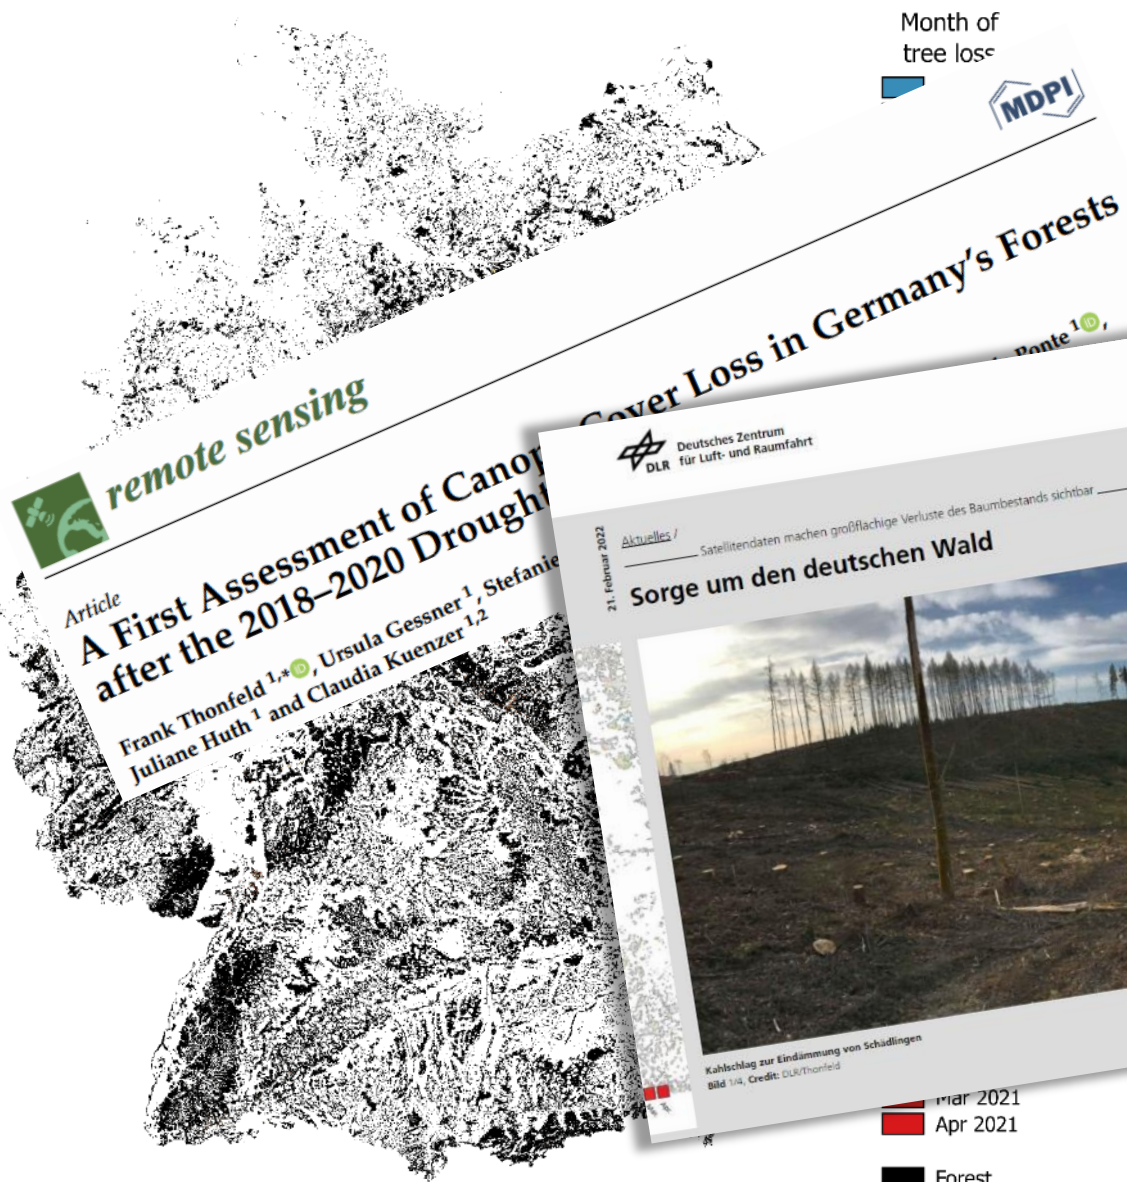 Month of
tree loss
MDPI
remote sensing
Article
A First Assessment of Canopy Cover Loss in Germany's Forests
after the 2018–2020 Drought
Frank Thonfeld 1,* iD, Ursula Gessner 1, Stefanie Ponte 1 iD,
Juliane Huth 1 and Claudia Kuenzer 1,2
DLR
Deutsches Zentrum
für Luft- und Raumfahrt
21. Februar 2022
Aktuelles /
Satellitendaten machen großflächige Verluste des Baumbestands sichtbar
Sorge um den deutschen Wald
Kahlschlag zur Eindämmung von Schädlingen
Bild 1/4, Credit: DLR/Thonfeld
Mar 2021
Apr 2021
Forest